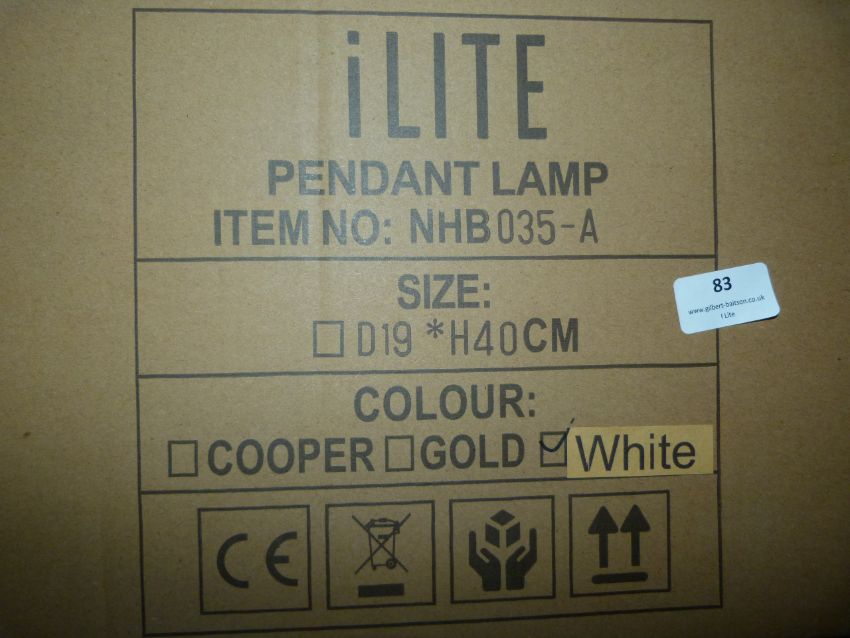 iLITE
PENDANT LAMP
ITEM NO: NHB035-A
SIZE:
D19 *H40CM
COLOUR:
COOPER GOLD White
CE
83
www.gilbert-baitson.co.uk
I Lite